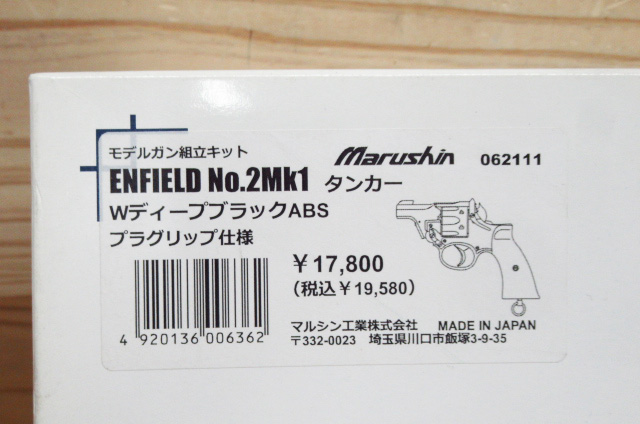 モデルガン組立キット
Marushin 062111
ENFIELD No.2Mk1 タンカー
WディープブラックABS
プラグリップ仕様
￥17,800
(税込￥19,580)
4 920136 006362
マルシン工業株式会社 MADE IN JAPAN
〒332-0023 埼玉県川口市飯塚3-9-35